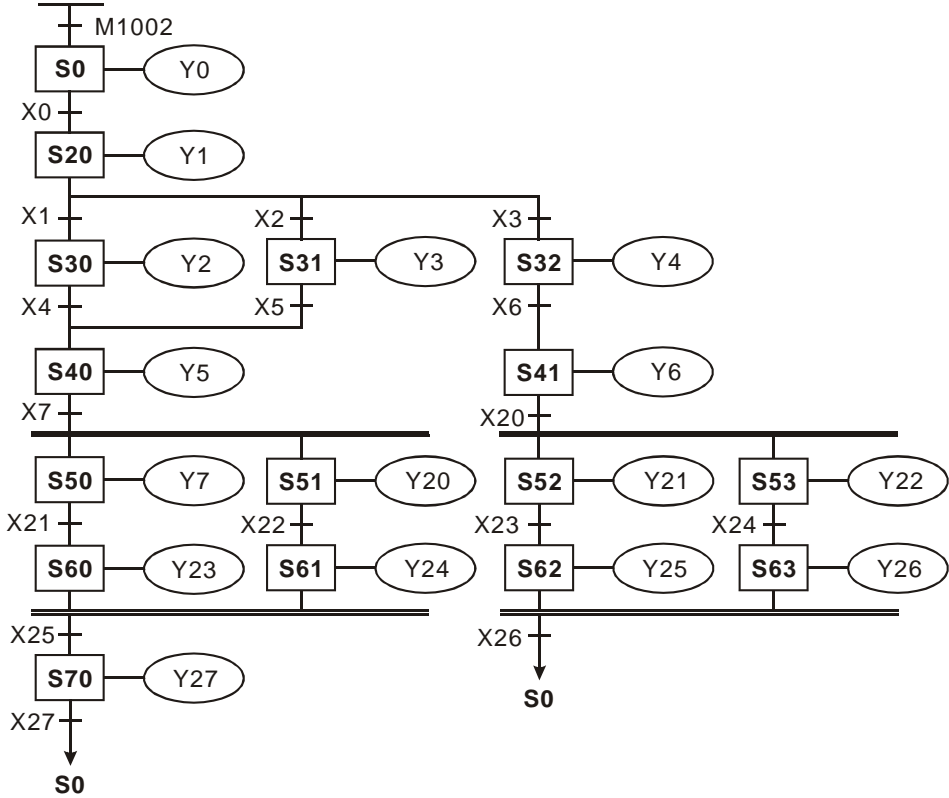 M1002
S0 Y0
X0
S20 Y1
X1 X2 X3
S30 Y2 S31 Y3 S32 Y4
X4 X5 X6
S40 Y5 S41 Y6
X7 X20
S50 Y7 S51 Y20 S52 Y21 S53 Y22
X21 X22 X23 X24
S60 Y23 S61 Y24 S62 Y25 S63 Y26
X25 X26
S70 Y27 S0
X27
S0